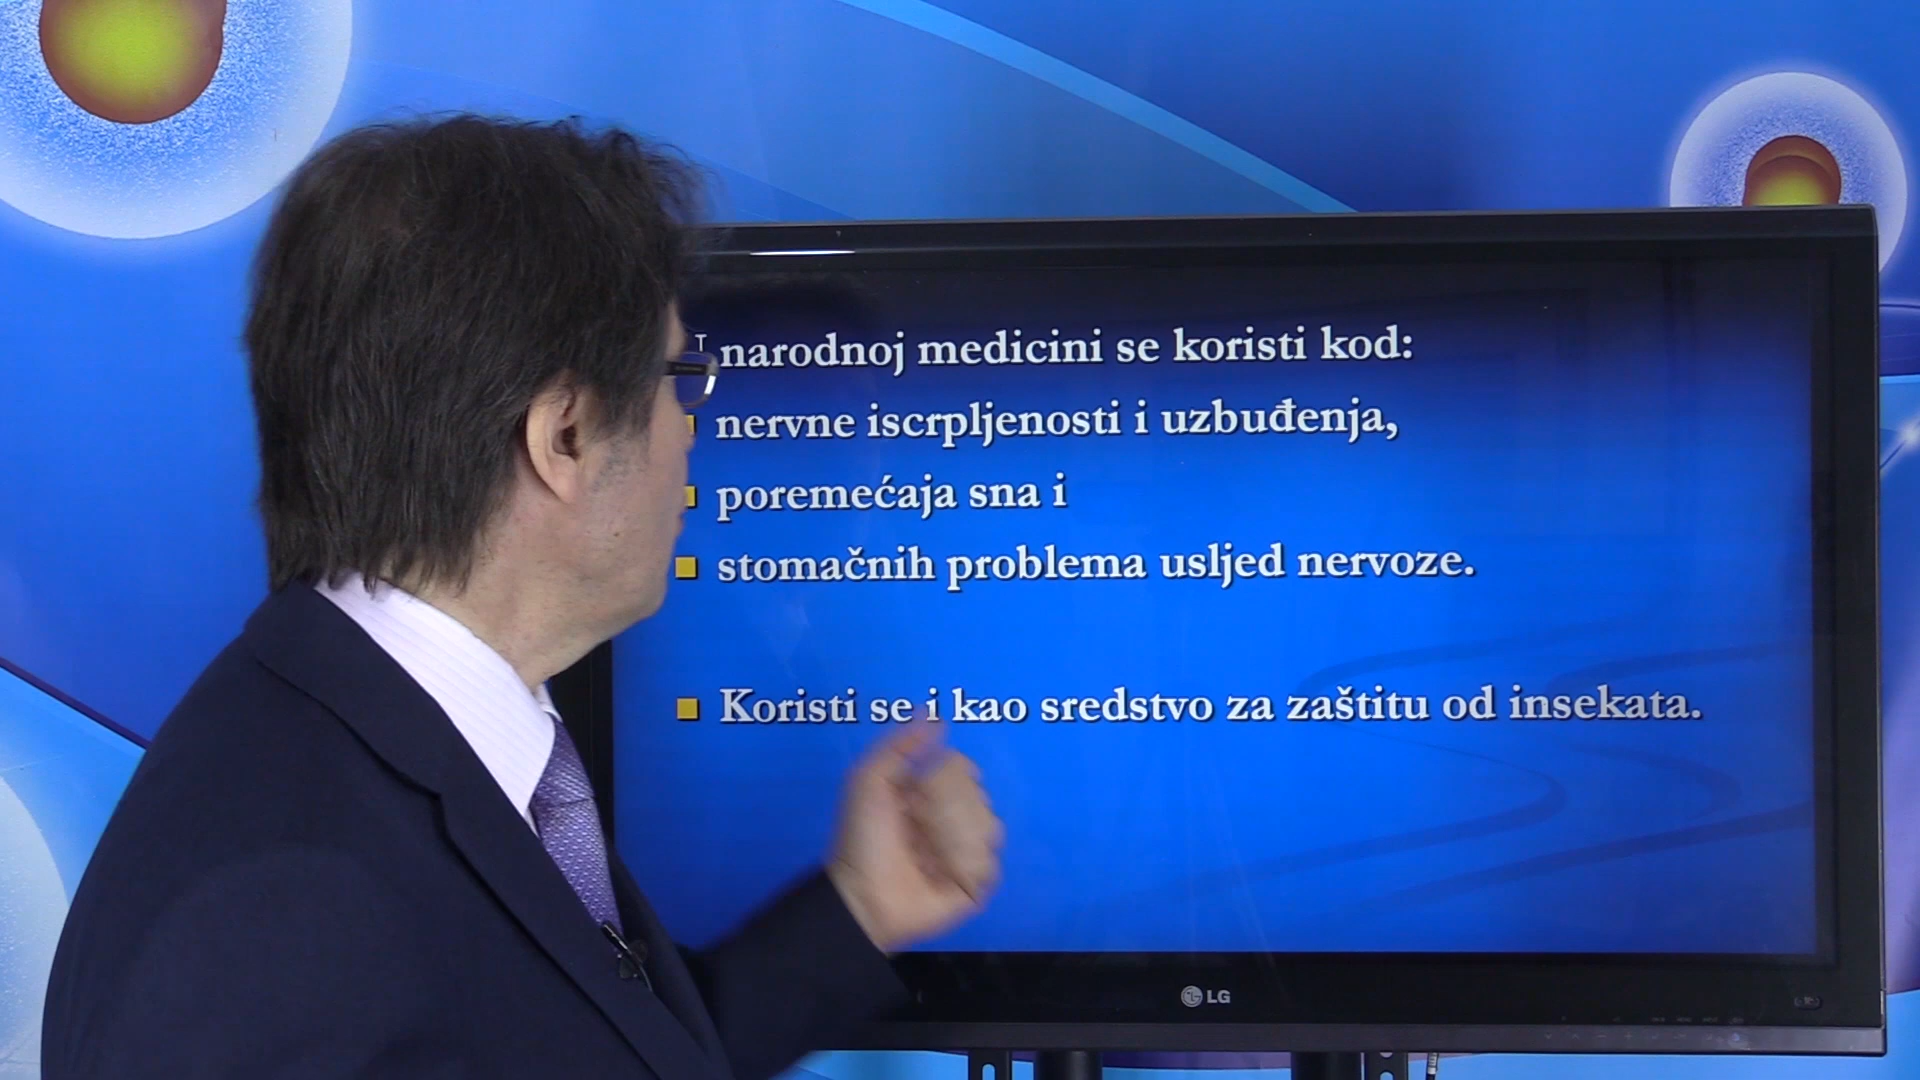 narodnoj medicini se koristi kod:
nervne iscrpljenosti i uzbuđenja,
poremećaja sna i
stomačnih problema usljed nervoze.
Koristi se i kao sredstvo za zaštitu od insekata.
LG